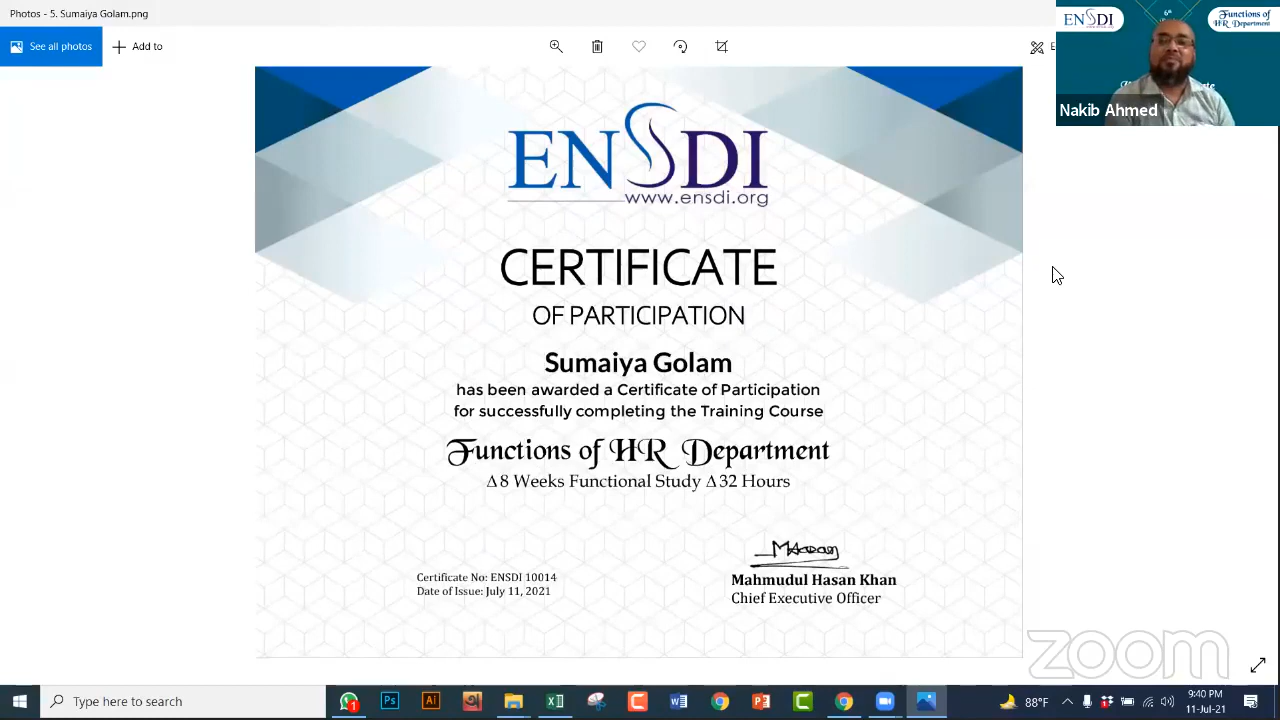 Photos - 5. Sumaiya Golam.png
See all photos
Add to
ENSDI
6th
Functions of
HR Department
Nakib Ahmed
ENSDI
www.ensdi.org
CERTIFICATE
OF PARTICIPATION
Sumaiya Golam
has been awarded a Certificate of Participation
for successfully completing the Training Course
Functions of HR Department
Δ 8 Weeks Functional Study Δ 32 Hours
Certificate No: ENSDI 10014
Date of Issue: July 11, 2021
Mahmudul Hasan Khan
Chief Executive Officer
zoom
Type here to search
88°F
9:40 PM
11-Jul-21